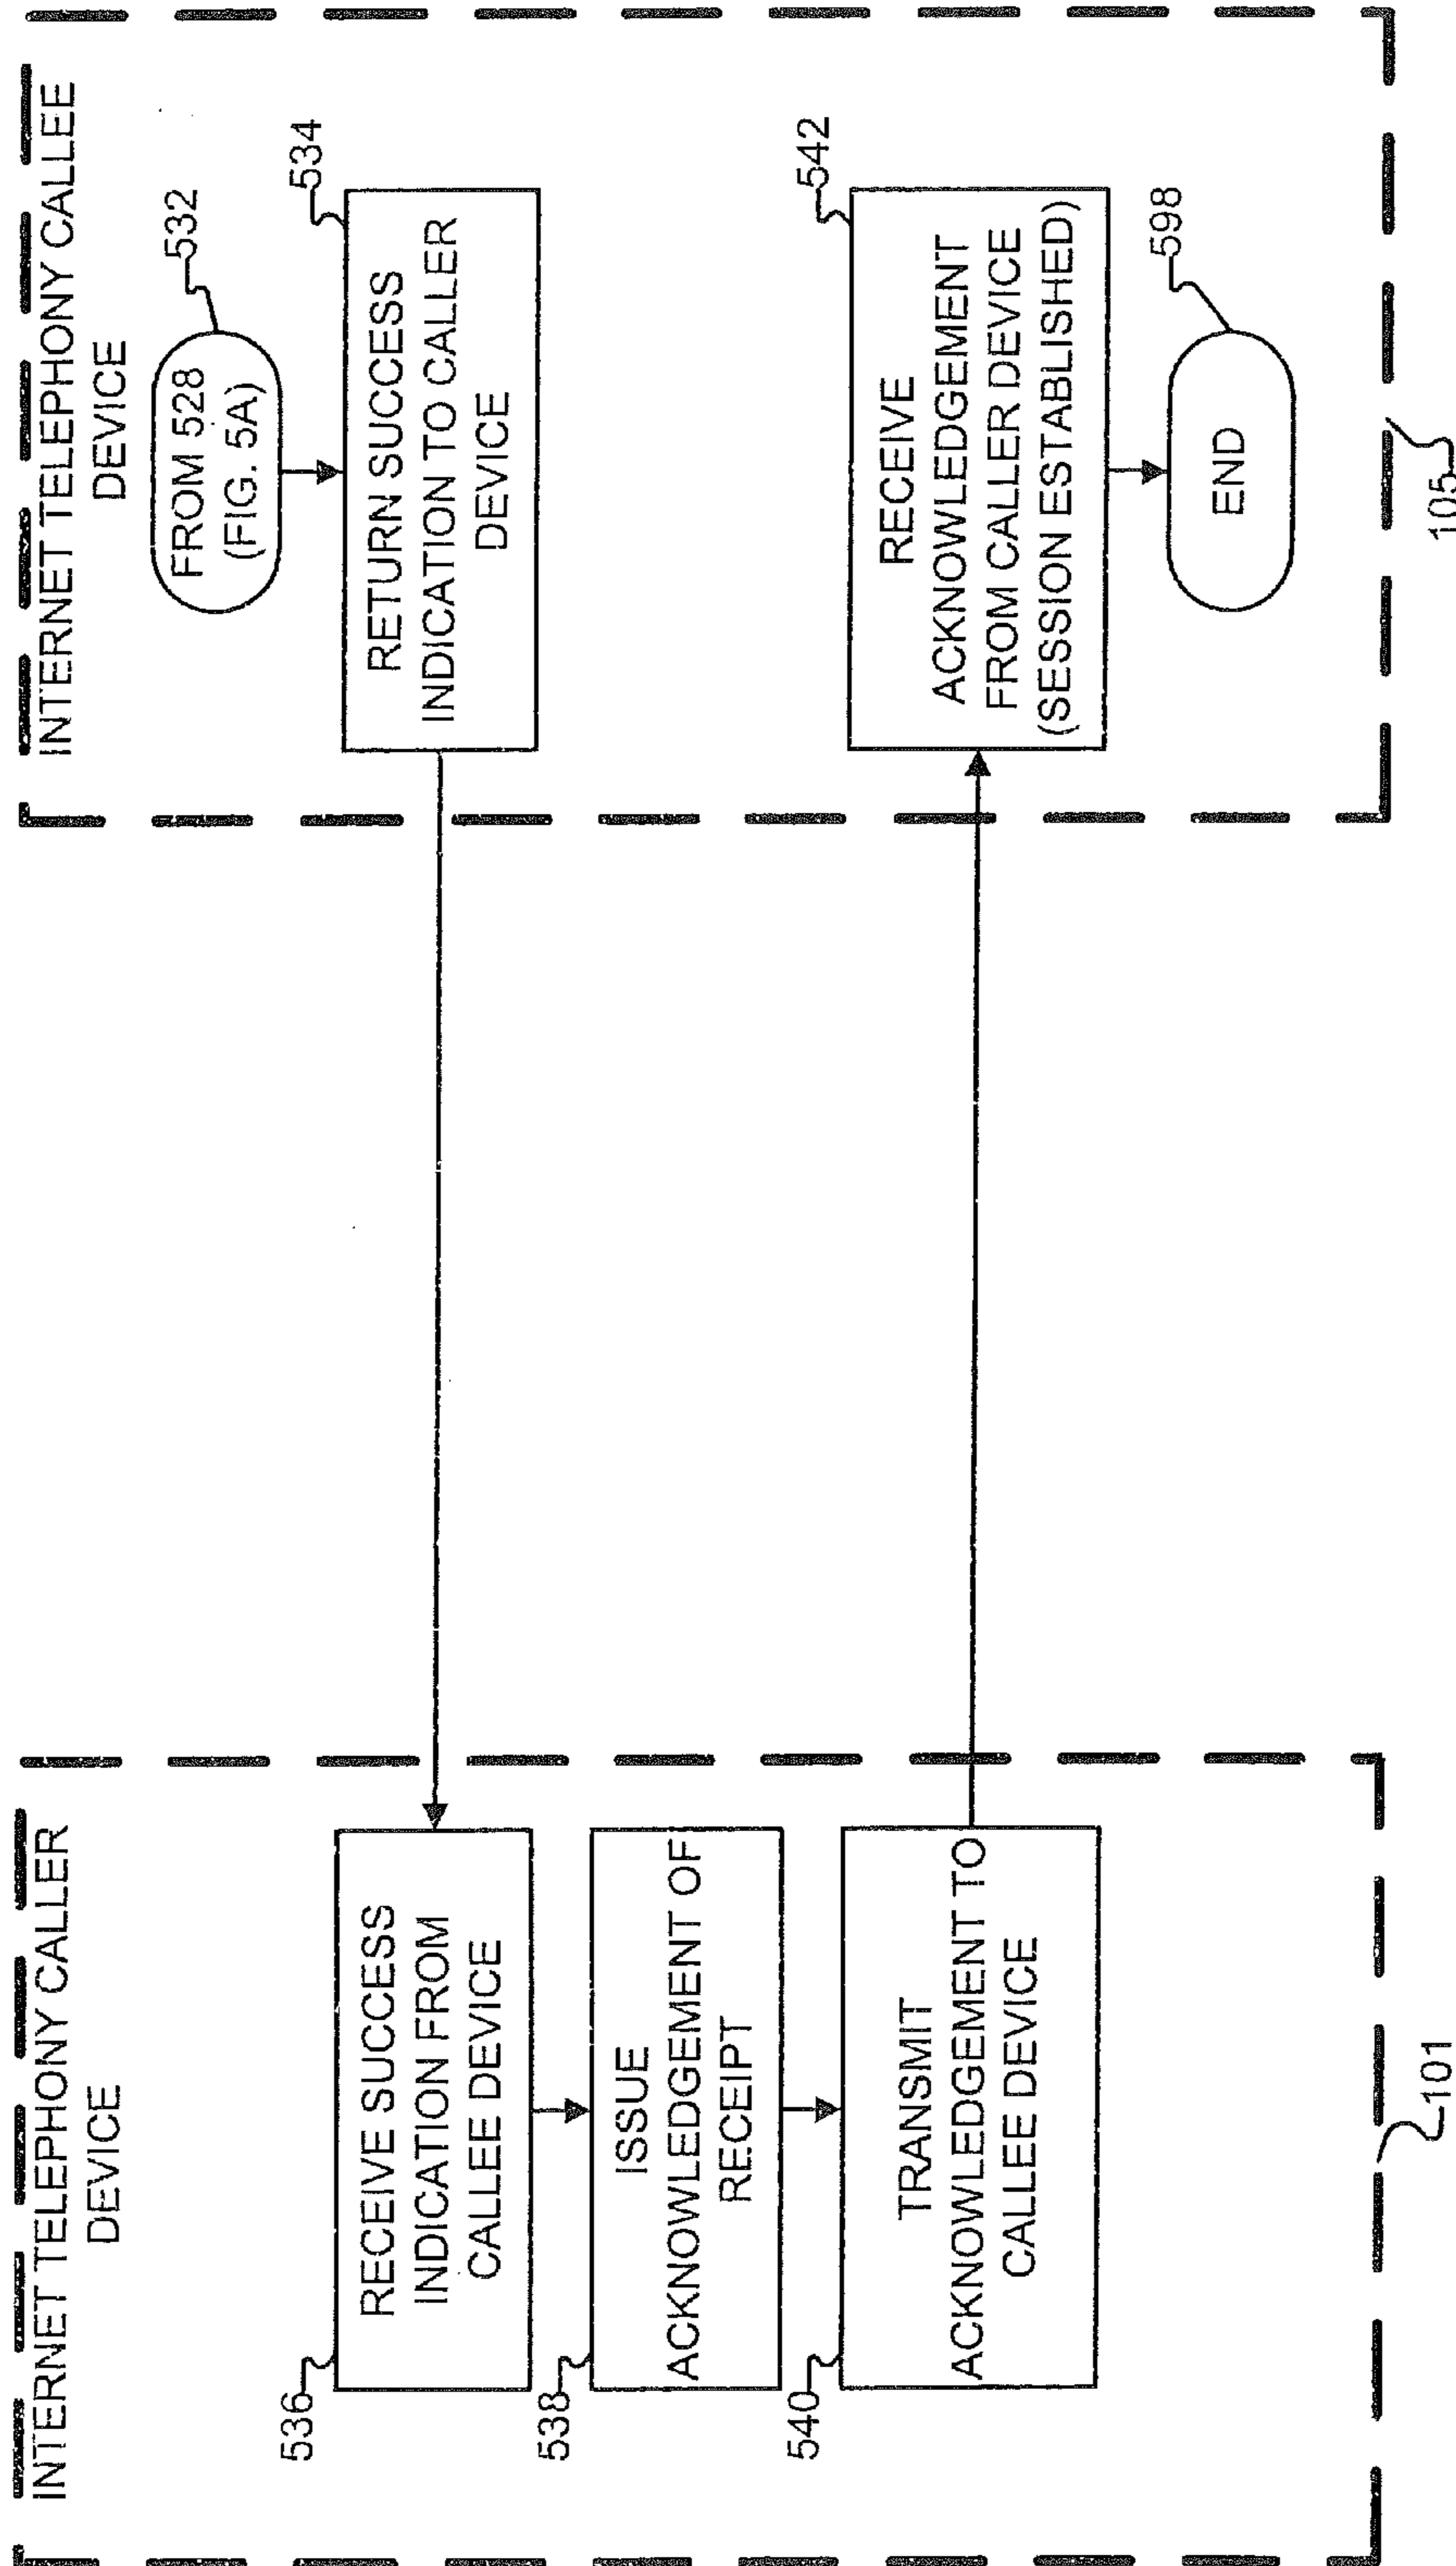 INTERNET TELEPHONY CALLER
DEVICE
536
RECEIVE SUCCESS
INDICATION FROM
CALLEE DEVICE
538
ISSUE
ACKNOWLEDGEMENT OF
RECEIPT
540
TRANSMIT
ACKNOWLEDGEMENT TO
CALLEE DEVICE
101
INTERNET TELEPHONY CALLEE
DEVICE
532
FROM 528
(FIG. 5A)
534
RETURN SUCCESS
INDICATION TO CALLER
DEVICE
542
RECEIVE
ACKNOWLEDGEMENT
FROM CALLER DEVICE
(SESSION ESTABLISHED)
598
END
105